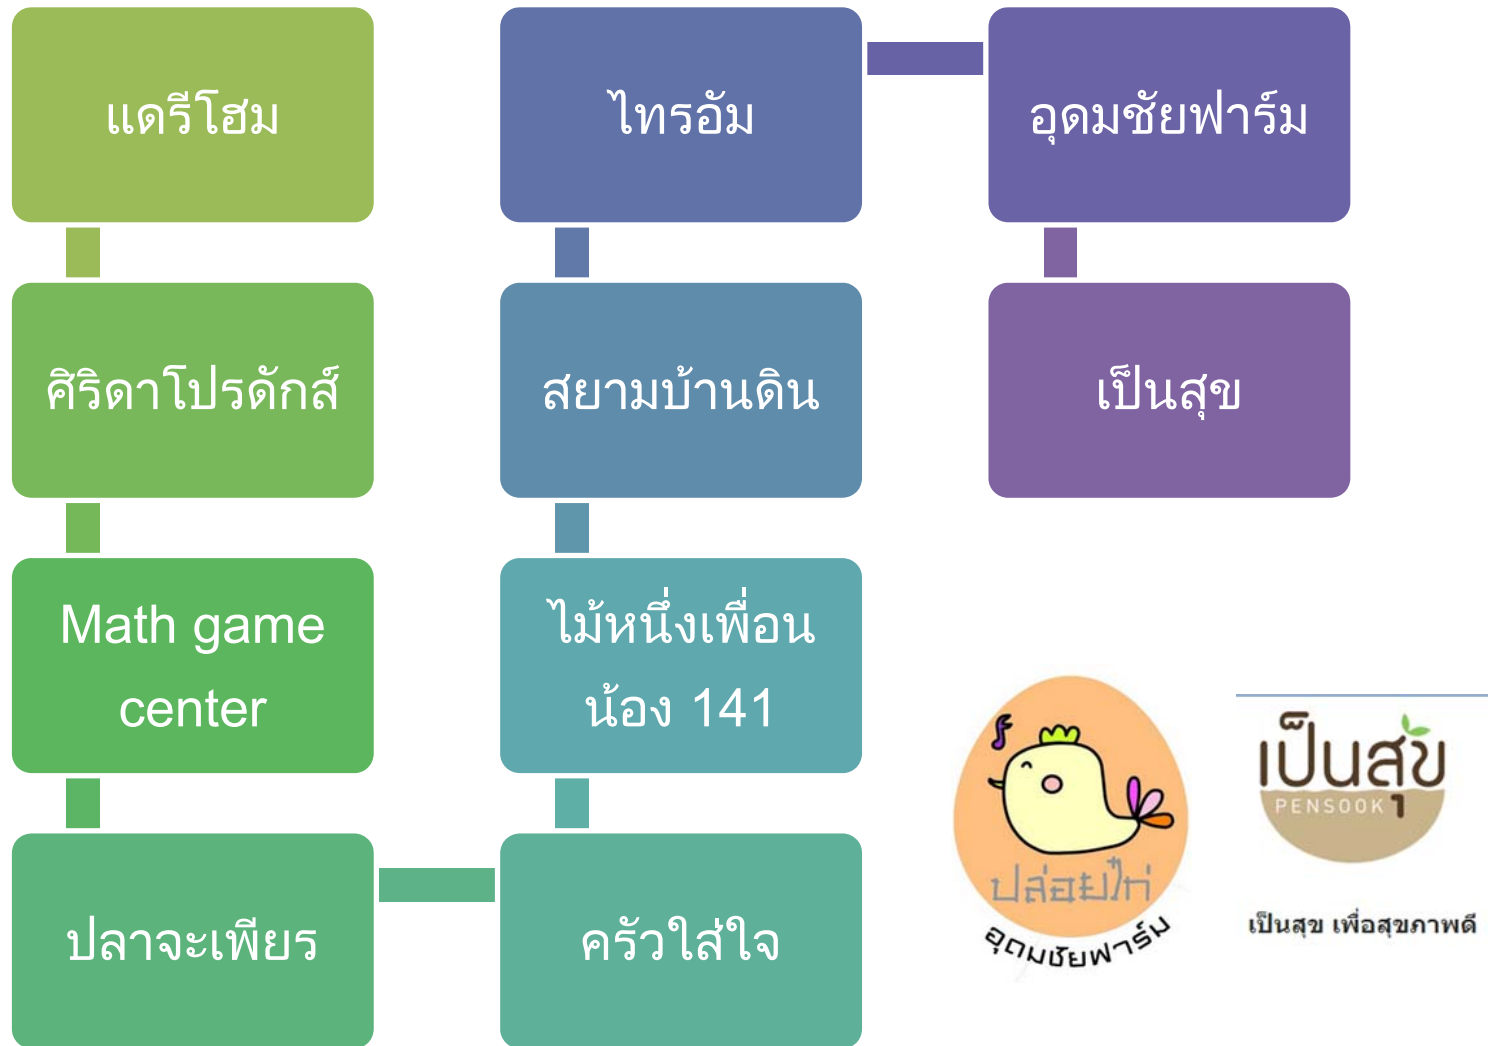 แดรีโฮม
ศิริดาโปรดักส์
Math game
center
ปลาจะเพียร
ครัวใส่ใจ
ไม้หนึ่งเพื่อน
น้อง 141
สยามบ้านดิน
ไทรอัม
อุดมชัยฟาร์ม
เป็นสุข
ปล่อยไก่
อุดมชัยฟาร์ม
เป็นสุข
PENSOOK
เป็นสุข เพื่อสุขภาพดี